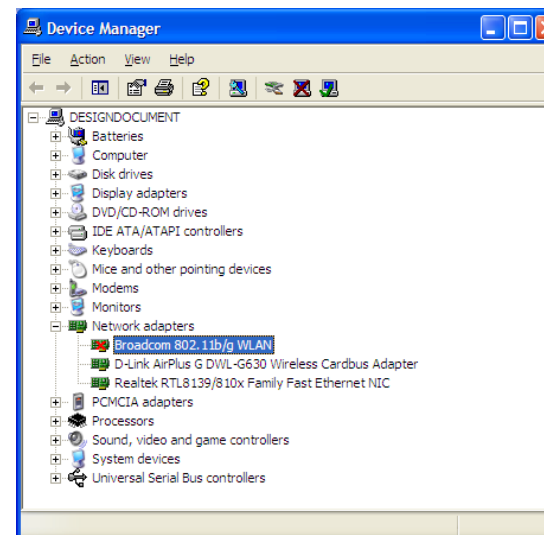 Device Manager
File Action View Help
DESIGNDOCUMENT
Batteries
Computer
Disk drives
Display adapters
DVD/CD-ROM drives
IDE ATA/ATAPI controllers
Keyboards
Mice and other pointing devices
Modems
Monitors
Network adapters
Broadcom 802.11b/g WLAN
D-Link AirPlus G DWL-G630 Wireless Cardbus Adapter
Realtek RTL8139/810x Family Fast Ethernet NIC
PCMCIA adapters
Processors
Sound, video and game controllers
System devices
Universal Serial Bus controllers